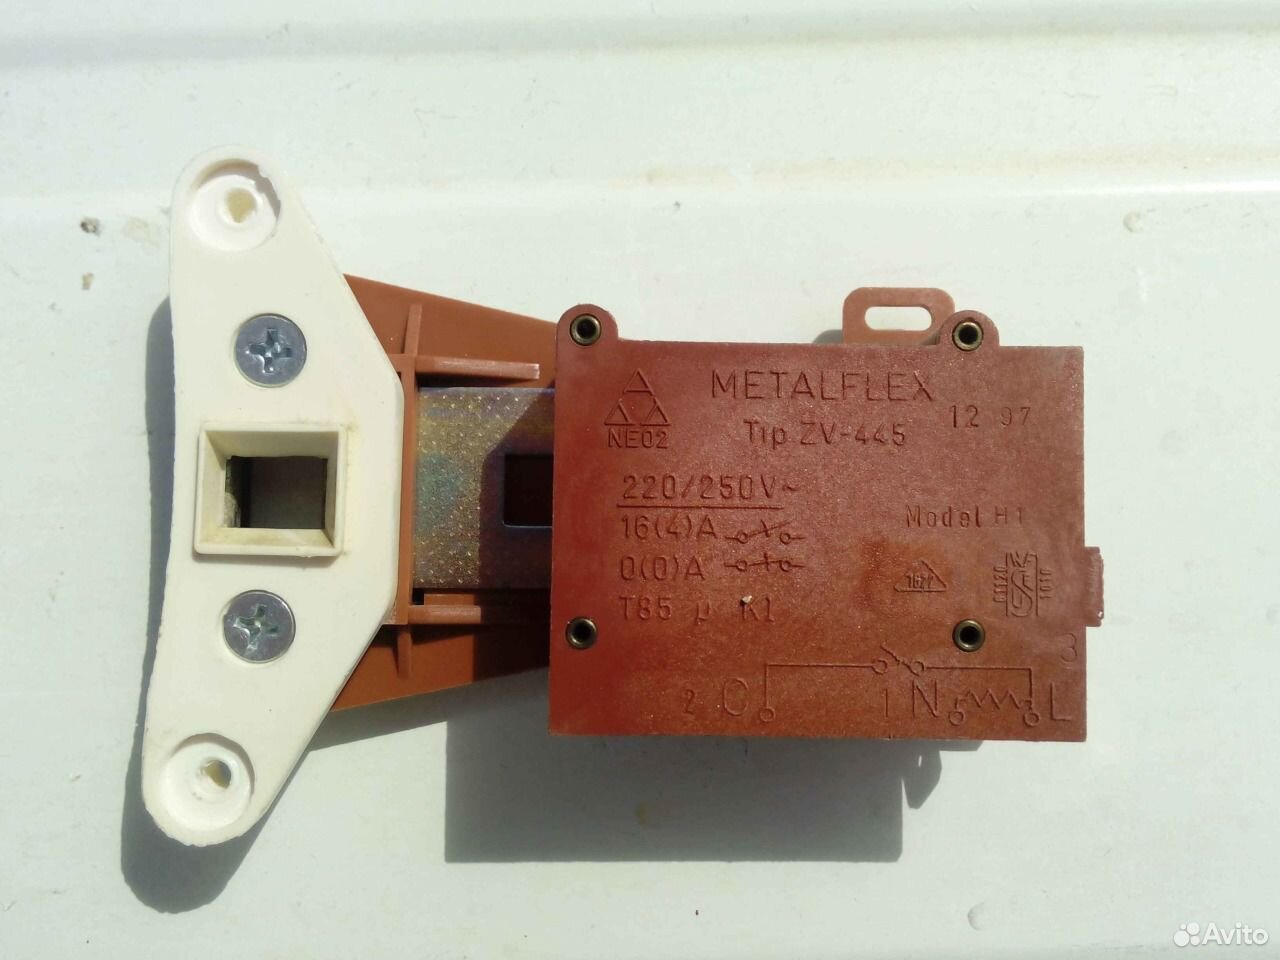 METALFLEX
12 97
NE02
Tip ZV-445
220/250V~
16(4)A
Model H1
0(0)A
1622
T85 µ K1
3
2 C 1 N L
Avito